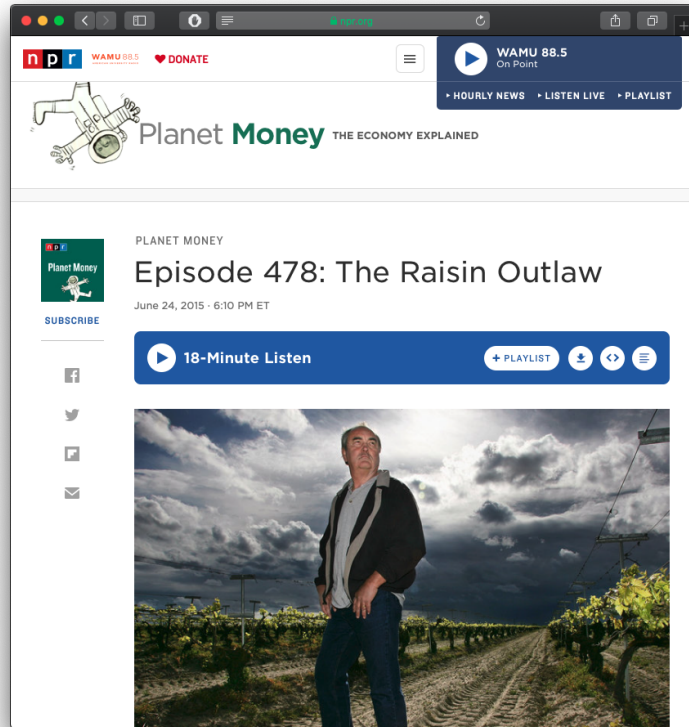 npr.org
npr WAMU 88.5 DONATE
WAMU 88.5
On Point
HOURLY NEWS LISTEN LIVE PLAYLIST
Planet Money THE ECONOMY EXPLAINED
npr
Planet Money
SUBSCRIBE
PLANET MONEY
Episode 478: The Raisin Outlaw
June 24, 2015 · 6:10 PM ET
18-Minute Listen + PLAYLIST